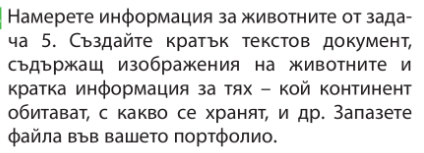 Намерете информация за животните от зада-
ча 5. Създайте кратък текстов документ,
съдържащ изображения на животните и
кратка информация за тях – кой континент
обитават, с какво се хранят, и др. Запазете
файла във вашето портфолио.